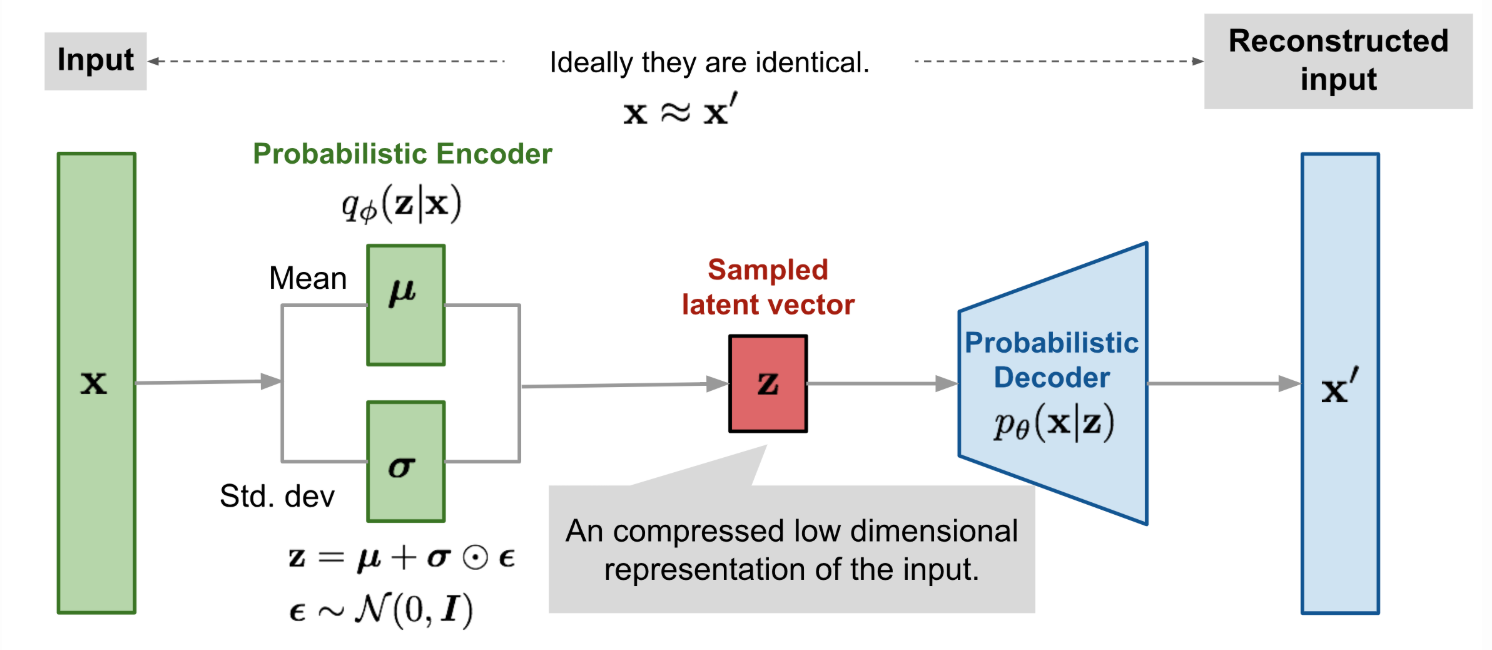 Input
Ideally they are identical.
x ≈ x′
Reconstructed
input
Probabilistic Encoder
qϕ(z|x)
Mean
μ
Sampled
latent vector
x
z
Probabilistic
Decoder
pθ(x|z)
x′
σ
Std. dev
z = μ + σ ⊙ ϵ
ϵ ∼ 𝒩(0, I)
An compressed low dimensional
representation of the input.